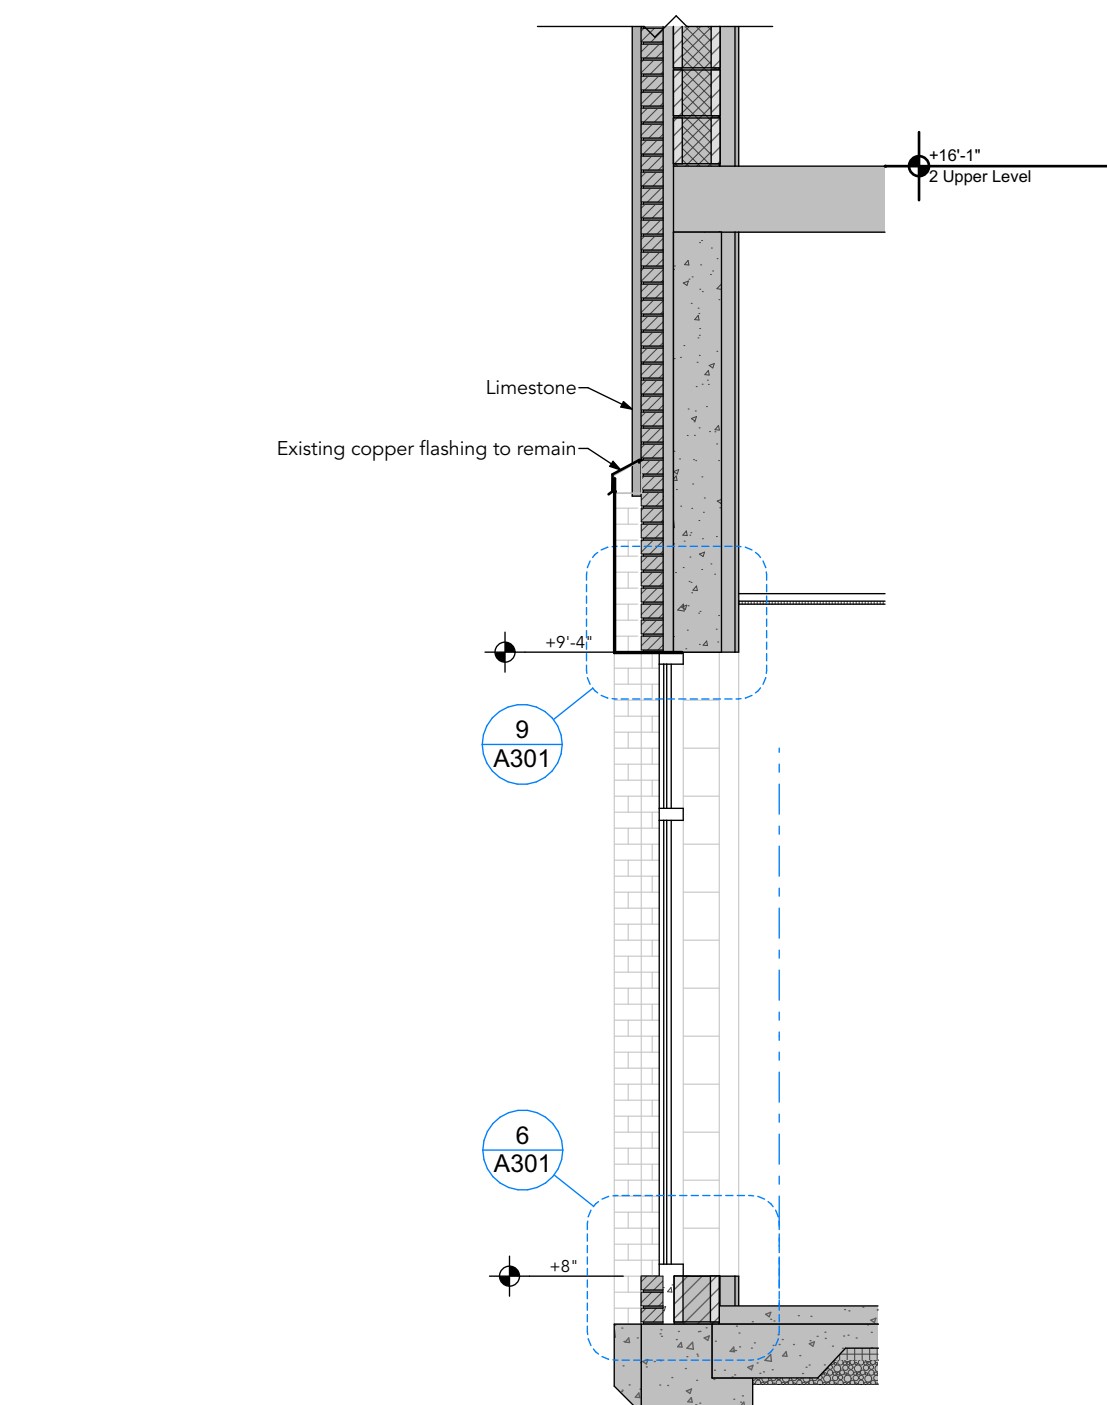 +16'-1"
2 Upper Level
Limestone
Existing copper flashing to remain
+9'-4"
9
A301
6
A301
+8"